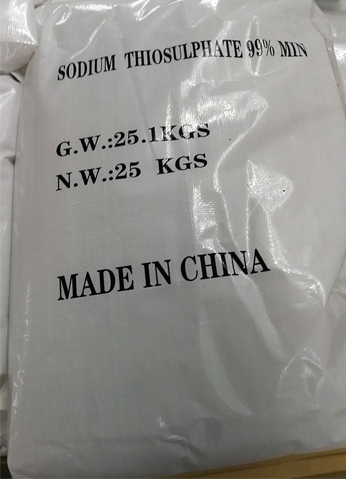 SODIUM THIOSULPHATE 99% MIN
G.W.:25.1KGS
N.W.:25 KGS
MADE IN CHINA